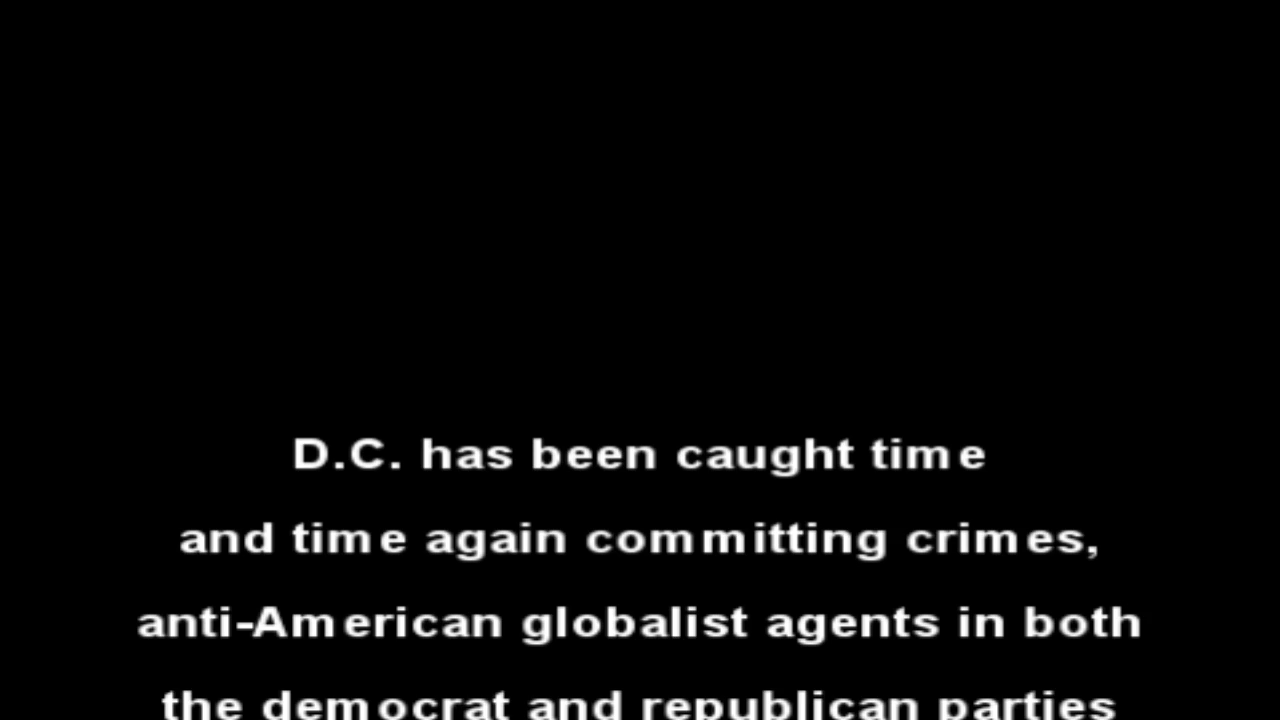 D.C. has been caught time
and time again committing crimes,
anti-American globalist agents in both
the democrat and republican parties